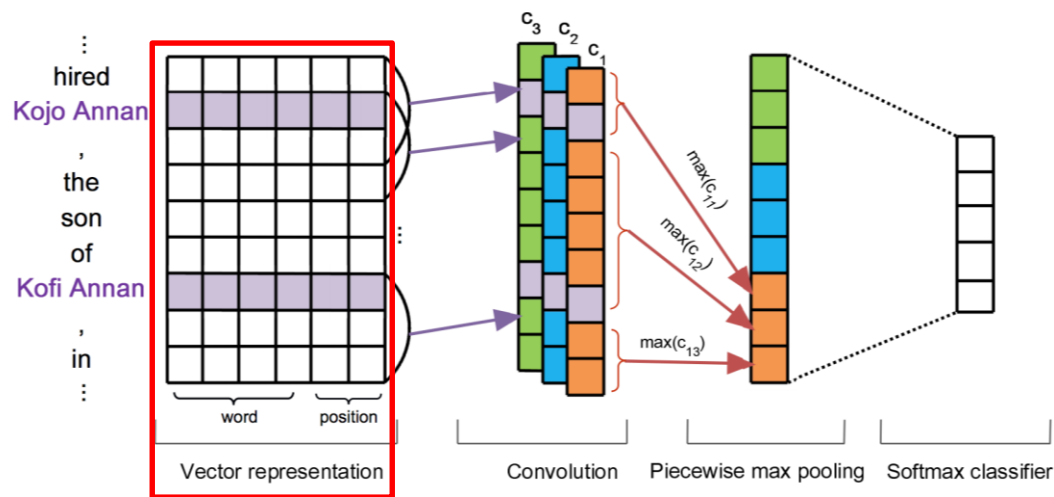 ⋮
hired
Kojo Annan
,
the
son
of
Kofi Annan
,
in
⋮
...
word
position
Vector representation
c3
c2
c1
Convolution
max(c11)
max(c12)
max(c13)
Piecewise max pooling
Softmax classifier